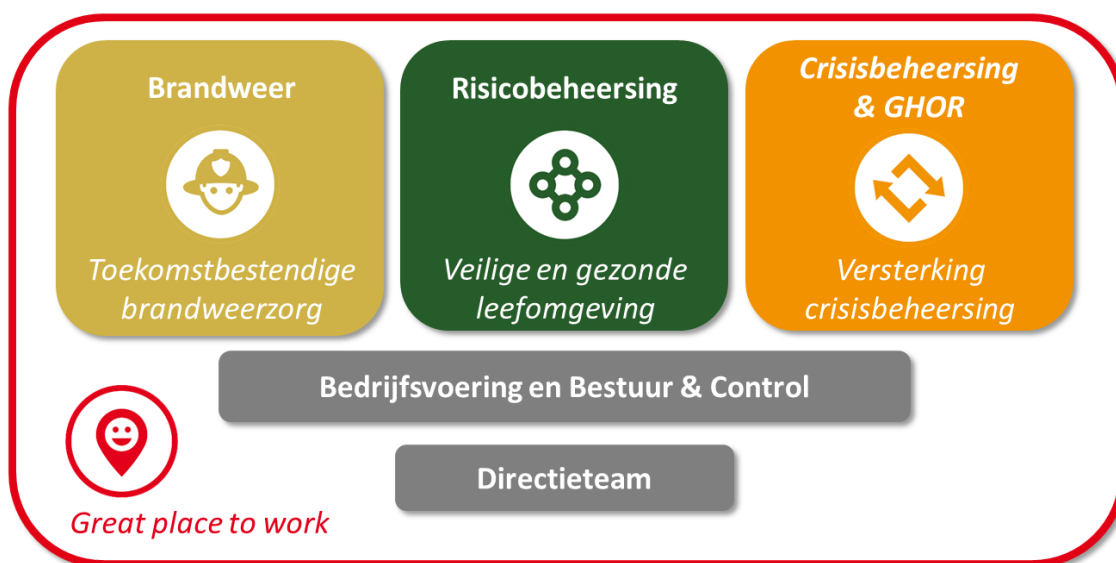 Brandweer
Toekomstbestendige
brandweerzorg
Risicobeheersing
Veilige en gezonde
leefomgeving
Crisisbeheersing
& GHOR
Versterking
crisisbeheersing
Bedrijfsvoering en Bestuur & Control
Directieteam
Great place to work